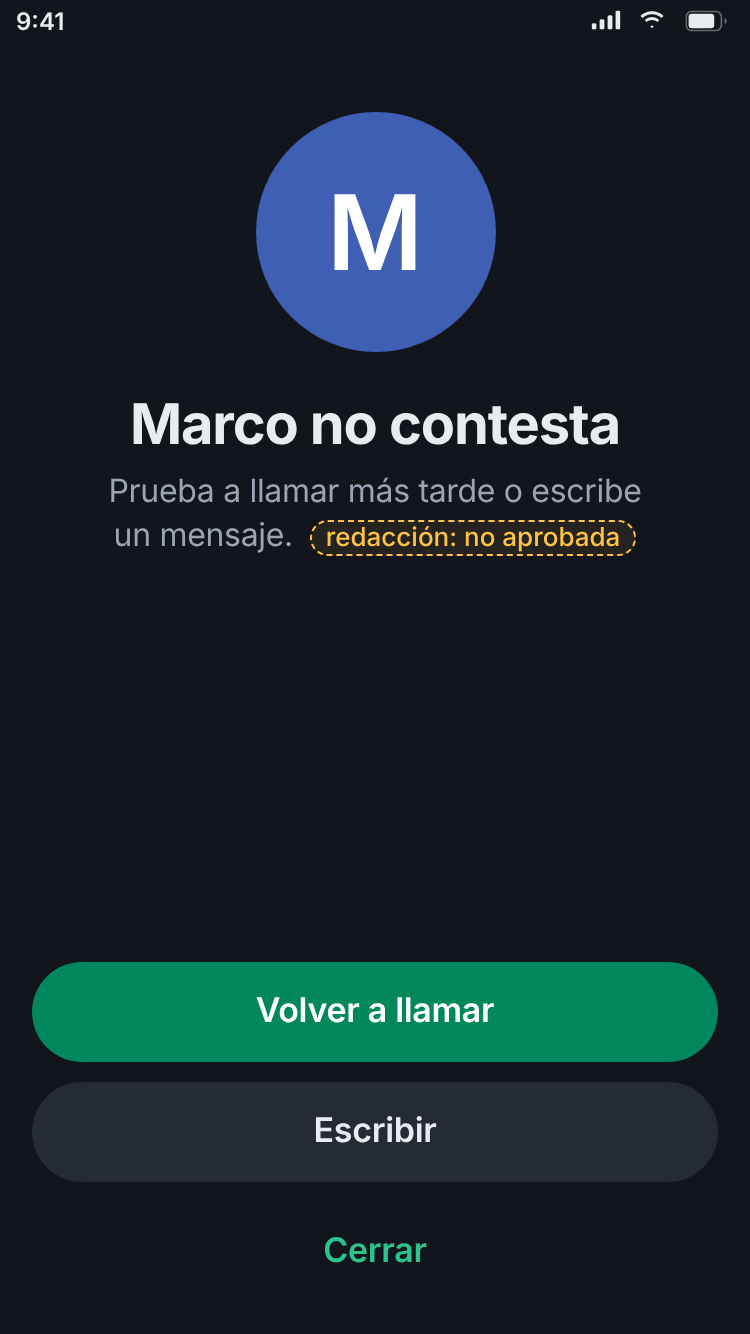 9:41
M
Marco no contesta
Prueba a llamar más tarde o escribe
un mensaje. redacción: no aprobada
Volver a llamar
Escribir
Cerrar